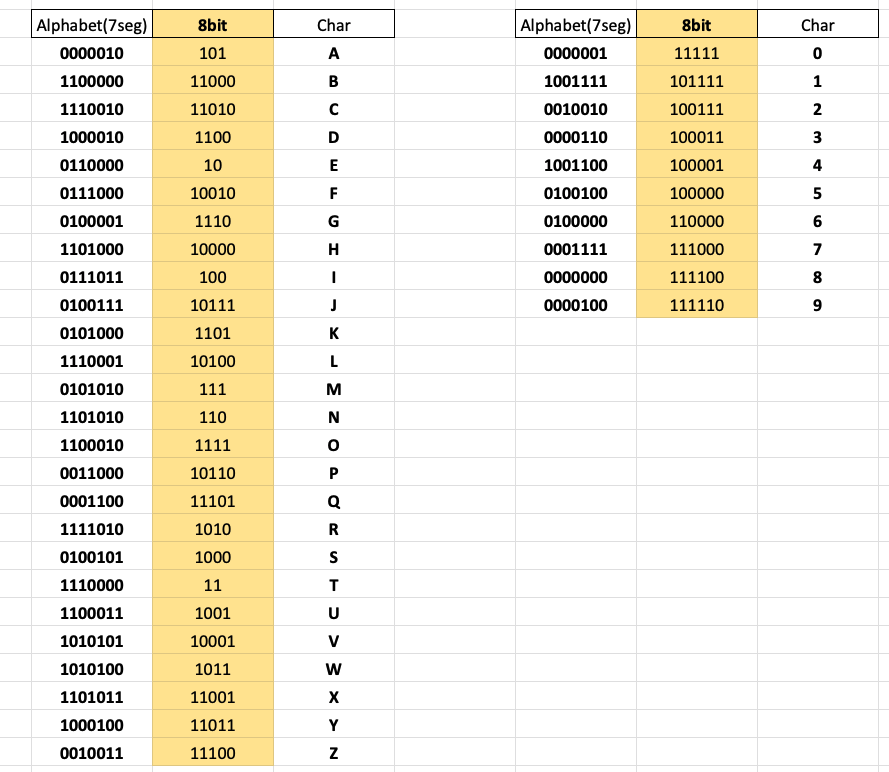 Alphabet(7seg) 8bit Char Alphabet(7seg) 8bit Char
0000010 101 A 0000001 11111 0
1100000 11000 B 1001111 101111 1
1110010 11010 C 0010010 100111 2
1000010 1100 D 0000110 100011 3
0110000 10 E 1001100 100001 4
0111000 10010 F 0100100 100000 5
0100001 1110 G 0100000 110000 6
1101000 10000 H 0001111 111000 7
0111011 100 I 0000000 111100 8
0100111 10111 J 0000100 111110 9
0101000 1101 K
1110001 10100 L
0101010 111 M
1101010 110 N
1100010 1111 O
0011000 10110 P
0001100 11101 Q
1111010 1010 R
0100101 1000 S
1110000 11 T
1100011 1001 U
1010101 10001 V
1010100 1011 W
1101011 11001 X
1000100 11011 Y
0010011 11100 Z